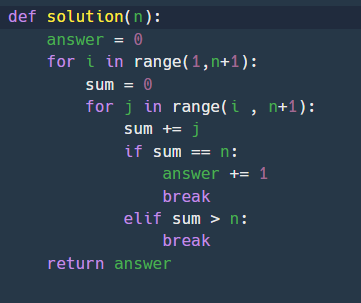 def solution(n):
    answer = 0
    for i in range(1,n+1):
        sum = 0
        for j in range(i , n+1):
            sum += j
            if sum == n:
                answer += 1
                break
            elif sum > n:
                break
    return answer